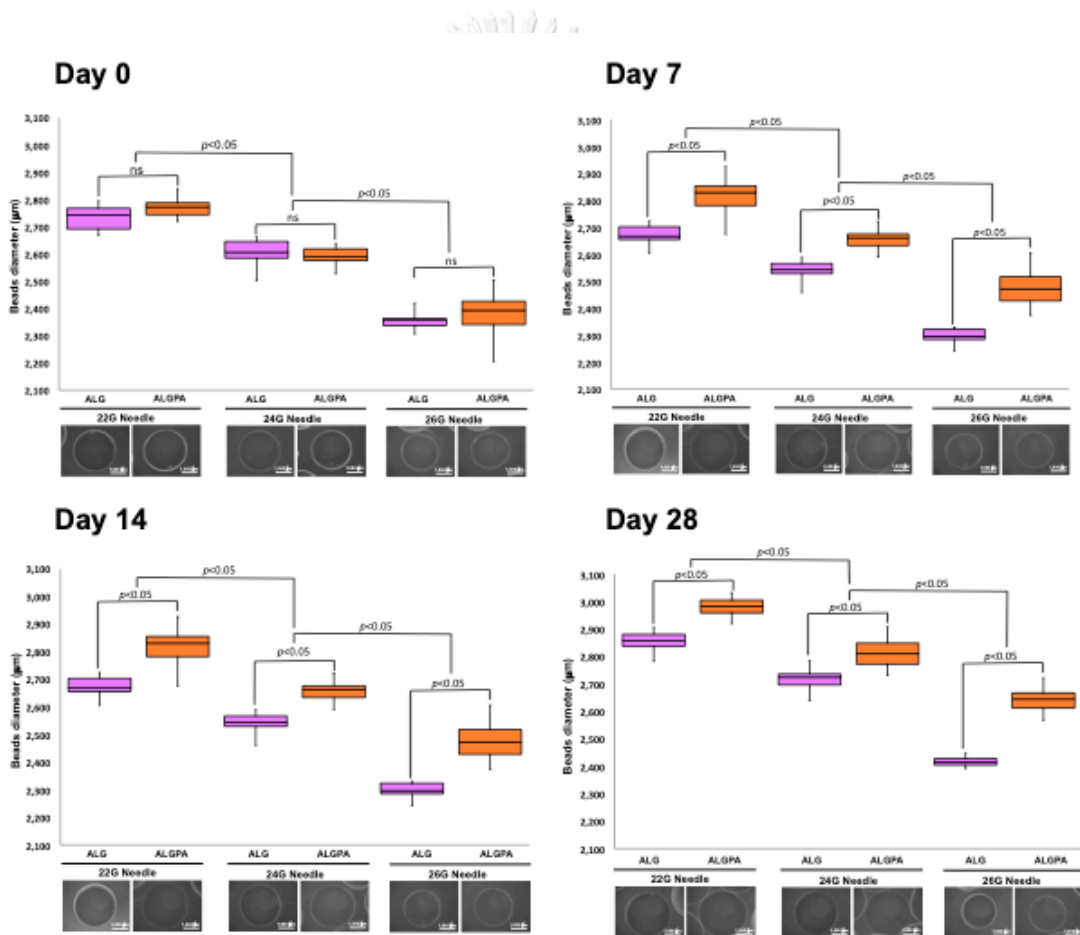 Day 0
3,100
3,000
2,900
2,800
2,700
2,600
2,500
2,400
2,300
2,200
2,100
Beads diameter (μm)
p<0.05
ns
p<0.05
ns
ns
ALG ALGPA ALG ALGPA ALG ALGPA
22G Needle 24G Needle 26G Needle
Day 7
3,100
3,000
2,900
2,800
2,700
2,600
2,500
2,400
2,300
2,200
2,100
Beads diameter (μm)
p<0.05
p<0.05
p<0.05
p<0.05
p<0.05
ALG ALGPA ALG ALGPA ALG ALGPA
22G Needle 24G Needle 26G Needle
Day 14
3,100
3,000
2,900
2,800
2,700
2,600
2,500
2,400
2,300
2,200
2,100
Beads diameter (μm)
p<0.05
p<0.05
p<0.05
p<0.05
p<0.05
ALG ALGPA ALG ALGPA ALG ALGPA
22G Needle 24G Needle 26G Needle
Day 28
3,100
3,000
2,900
2,800
2,700
2,600
2,500
2,400
2,300
2,200
2,100
Beads diameter (μm)
p<0.05
p<0.05
p<0.05
p<0.05
p<0.05
ALG ALGPA ALG ALGPA ALG ALGPA
22G Needle 24G Needle 26G Needle